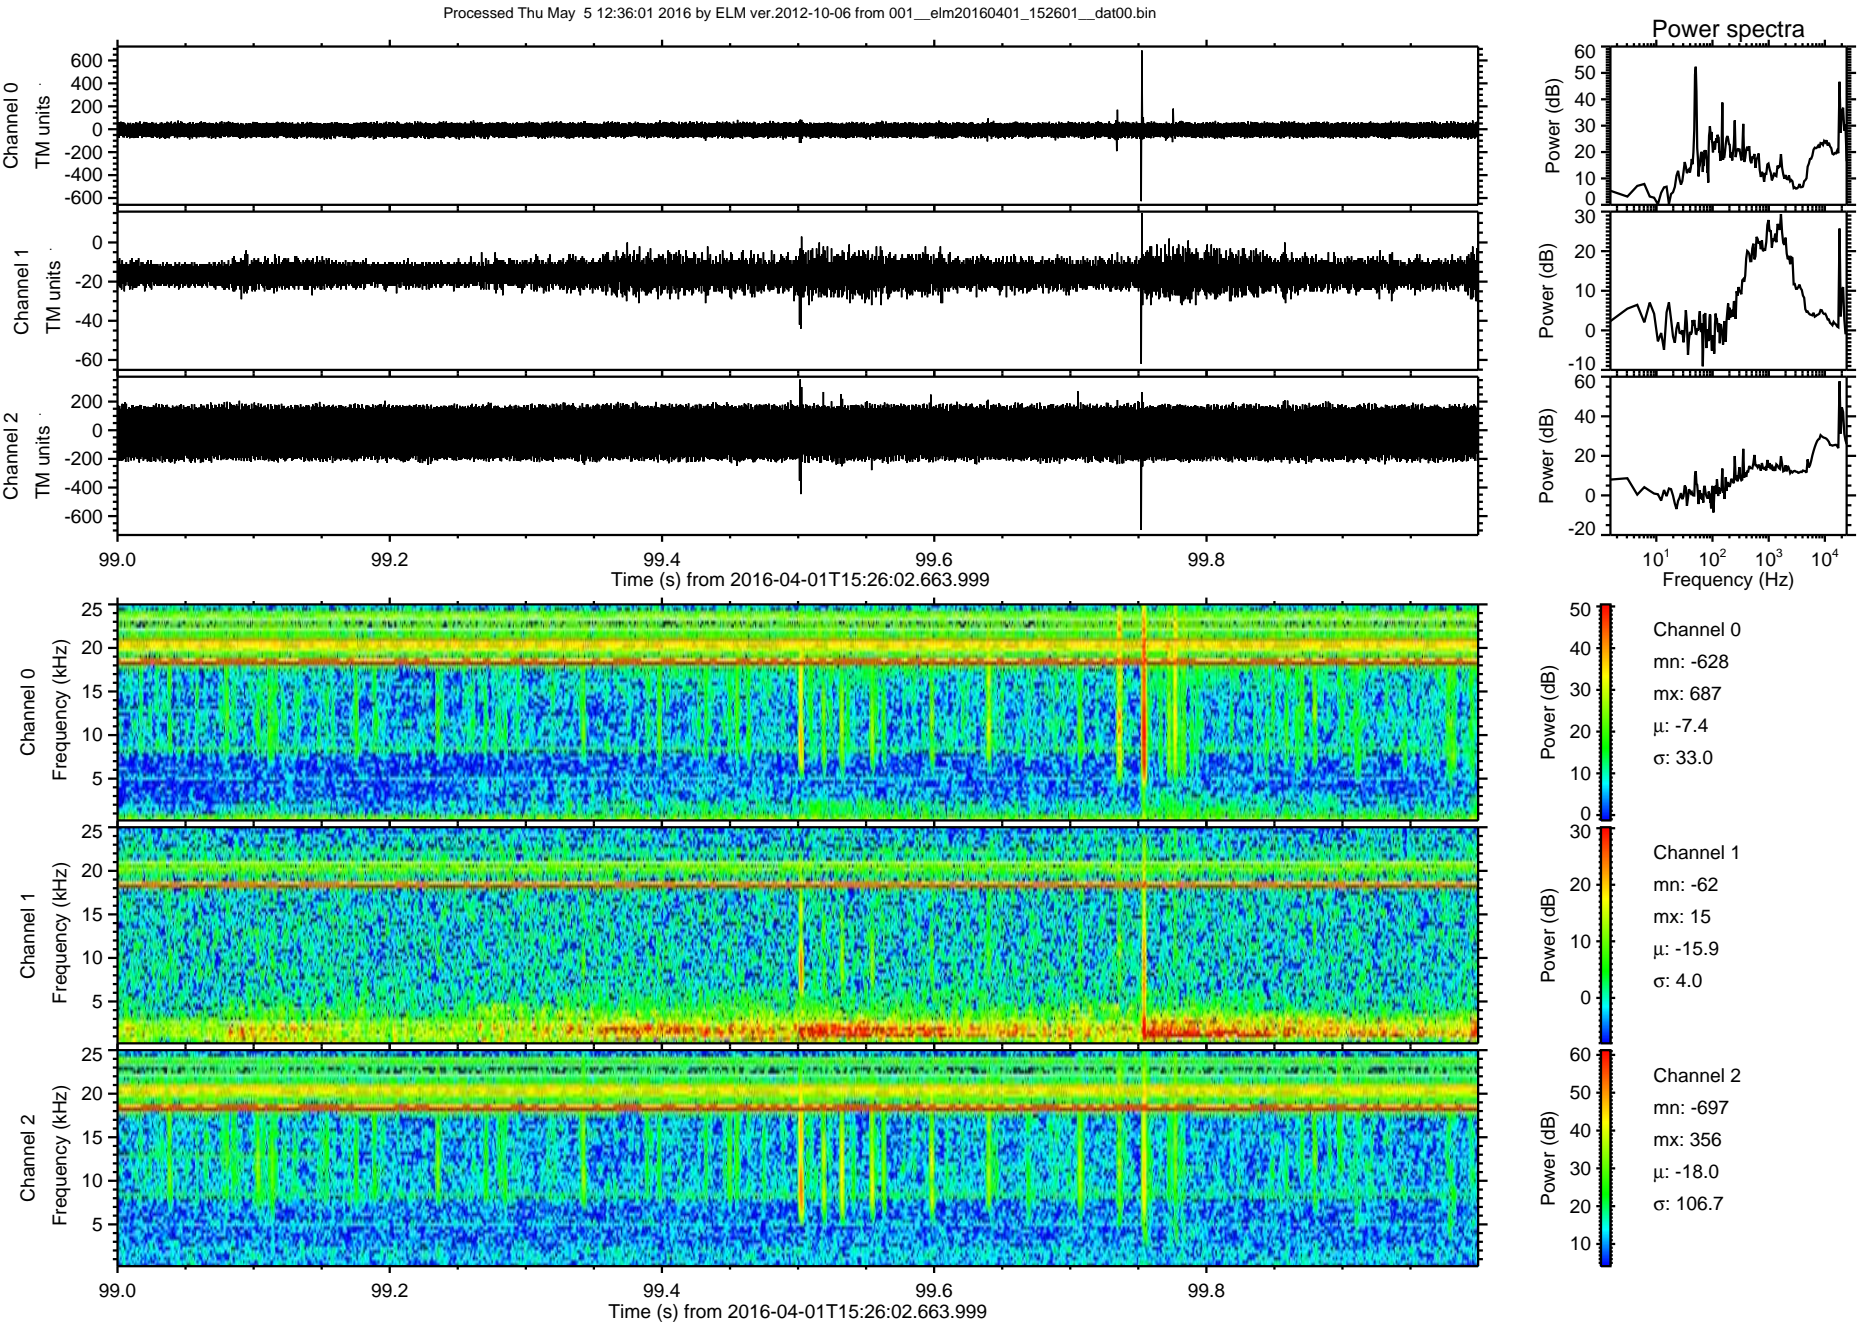 Processed Thu May  5 12:36:01 2016 by ELM ver.2012-10-06 from 001__elm20160401_152601__dat00.bin
Power spectra
Channel 0
TM units
600
400
200
0
-200
-400
-600
Power (dB)
60
50
40
30
20
10
0
Channel 1
TM units
0
-20
-40
-60
Power (dB)
30
20
10
0
-10
Channel 2
TM units
200
0
-200
-400
-600
Power (dB)
60
40
20
0
-20
99.0 99.2 99.4 99.6 99.8
Time (s) from 2016-04-01T15:26:02.663.999
10¹ 10² 10³ 10⁴
Frequency (Hz)
Channel 0
Frequency (kHz)
25
20
15
10
5
Power (dB)
50
40
30
20
10
0
Channel 0
mn: -628
mx: 687
μ: -7.4
σ: 33.0
Channel 1
Frequency (kHz)
25
20
15
10
5
Power (dB)
30
20
10
0
Channel 1
mn: -62
mx: 15
μ: -15.9
σ: 4.0
Channel 2
Frequency (kHz)
25
20
15
10
5
Power (dB)
60
50
40
30
20
10
Channel 2
mn: -697
mx: 356
μ: -18.0
σ: 106.7
99.0 99.2 99.4 99.6 99.8
Time (s) from 2016-04-01T15:26:02.663.999